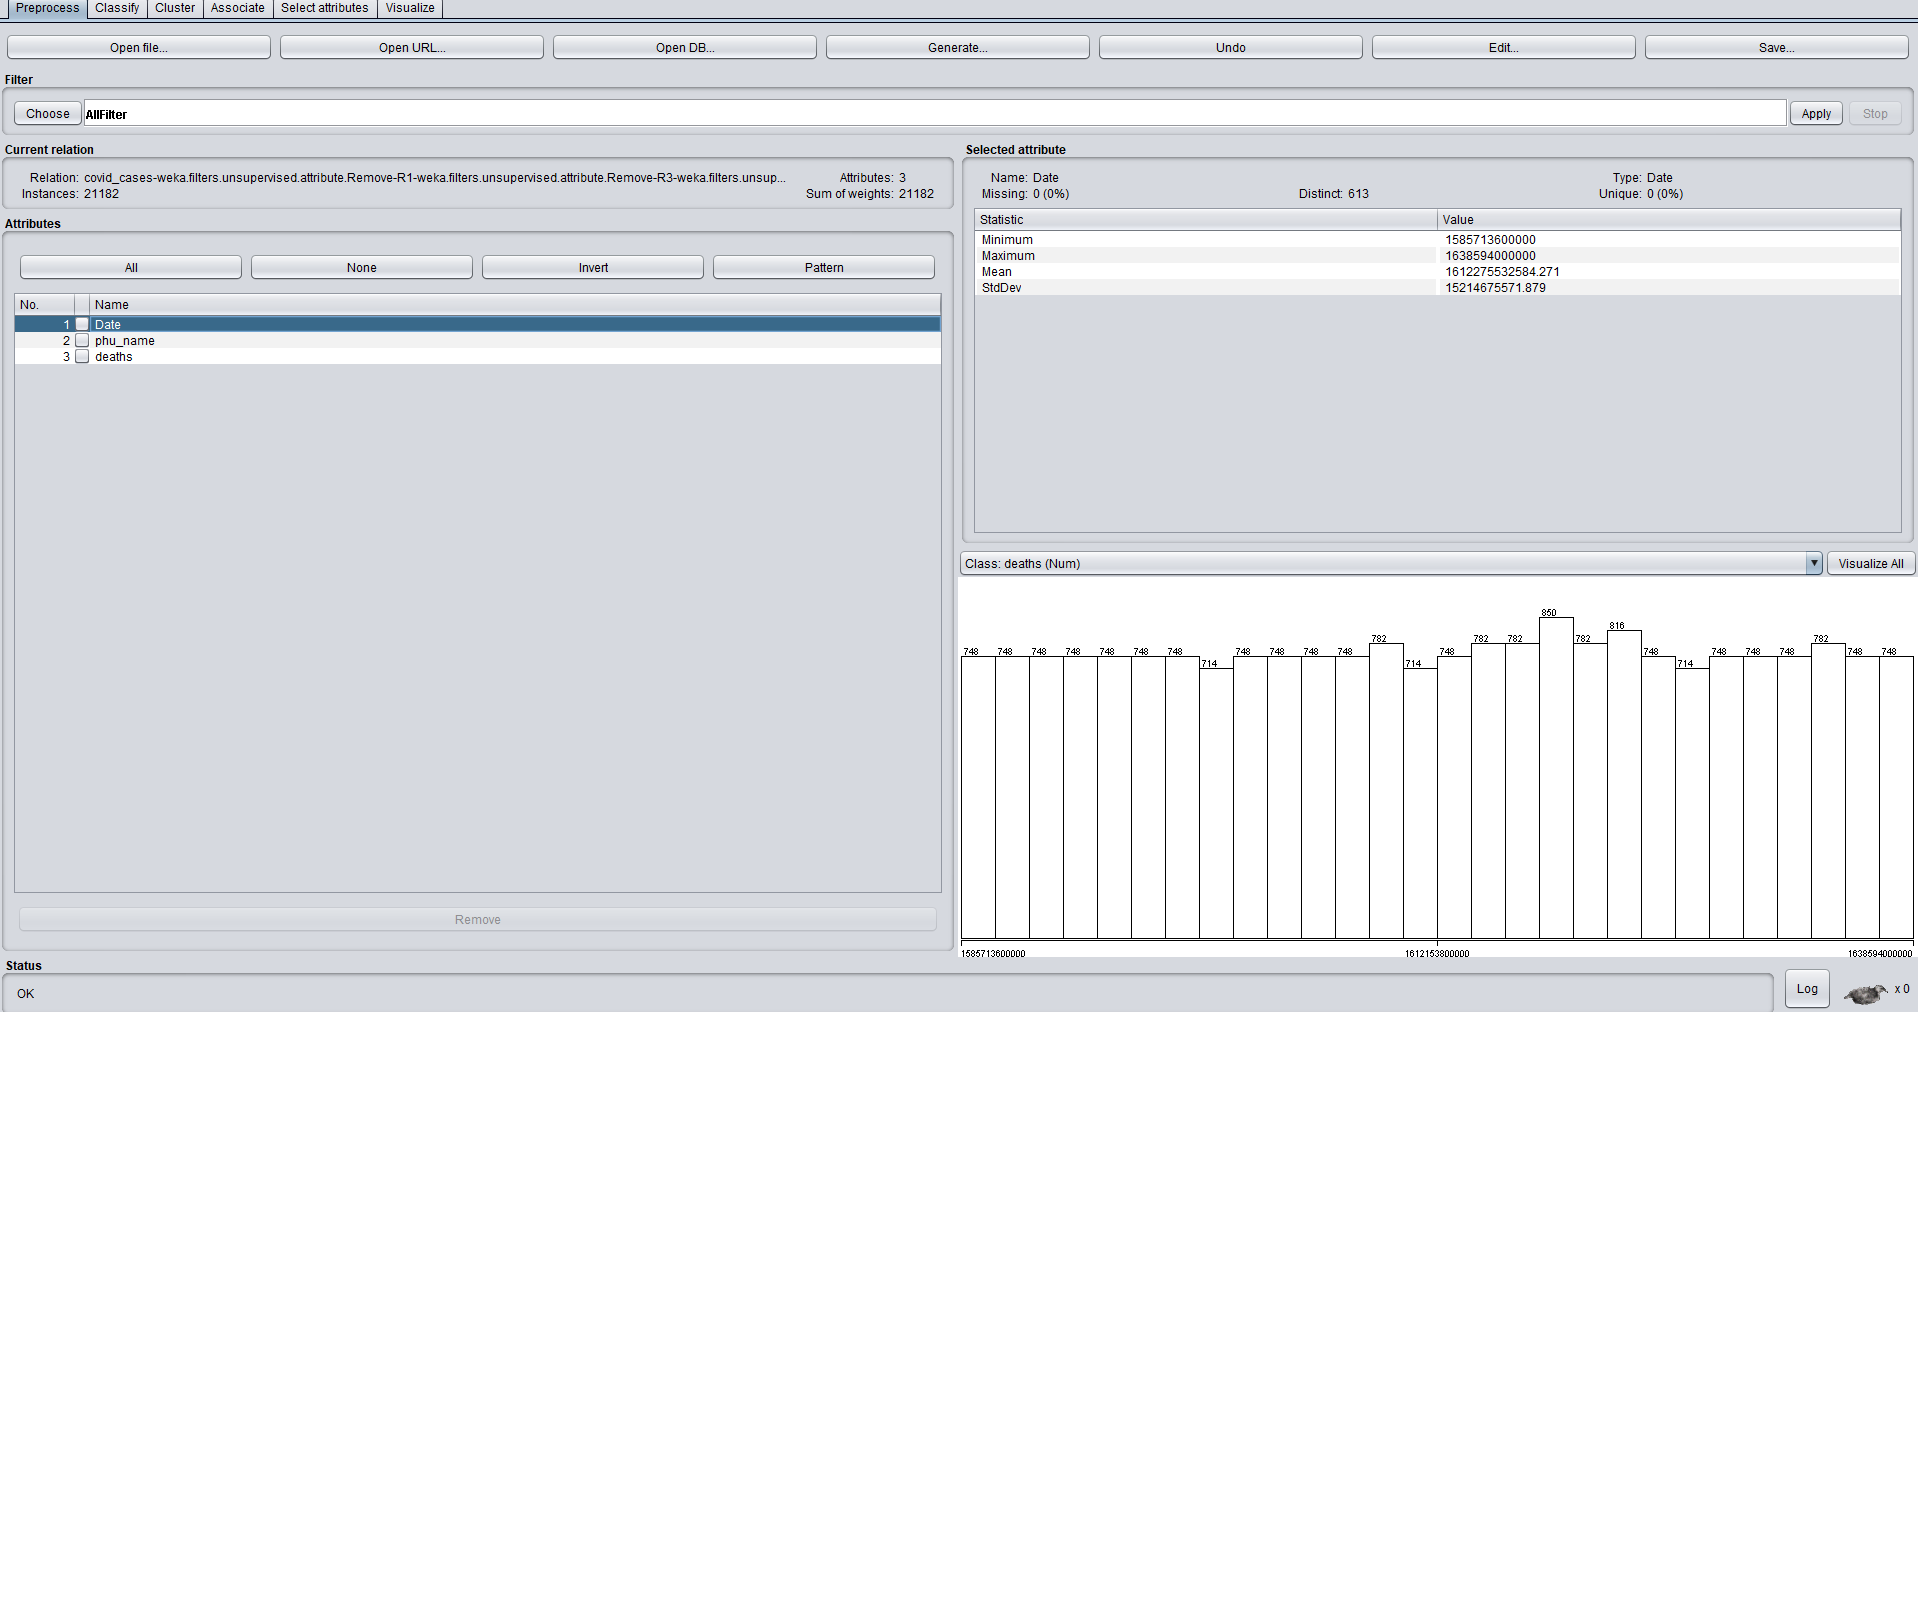 Preprocess Classify Cluster Associate Select attributes Visualize
Open file... Open URL... Open DB... Generate... Undo Edit... Save...
Filter
Choose AllFilter Apply Stop
Current relation
Relation: covid_cases-weka.filters.unsupervised.attribute.Remove-R1-weka.filters.unsupervised.attribute.Remove-R3-weka.filters.unsup... Attributes: 3
Instances: 21182 Sum of weights: 21182
Attributes
All None Invert Pattern
No. Name
1 Date
2 phu_name
3 deaths
Remove
Selected attribute
Name: Date Type: Date
Missing: 0 (0%) Distinct: 613 Unique: 0 (0%)
Statistic Value
Minimum 1585713600000
Maximum 1638594000000
Mean 1612275532584.271
StdDev 15214675571.879
Class: deaths (Num) Visualize All
748 748 748 748 748 748 748 714 748 748 748 748 782 714 748 782 782 850 782 816 748 714 748 748 748 782 748 748
1585713600000 1612153800000 1638594000000
Status
OK Log x 0